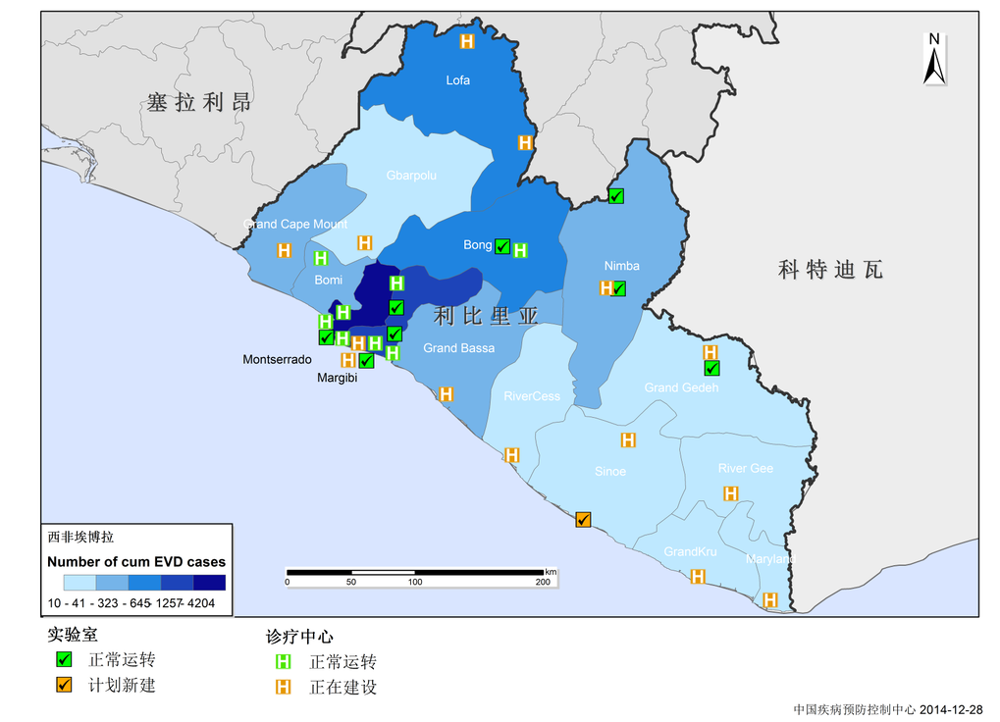 N
Lofa
塞拉利昂
Gbarpolu
Grand Cape Mount
Bong
Nimba
科特迪瓦
Bomi
利比里亚
Grand Bassa
Montserrado
Margibi
Grand Gedeh
RiverCess
Sinoe
River Gee
GrandKru
Maryland
西非埃博拉
Number of cum EVD cases
10 - 41 - 323 - 645 - 1257 - 4204
km
0 50 100 200
实验室
正常运转
计划新建
诊疗中心
正常运转
正在建设
中国疾病预防控制中心 2014-12-28